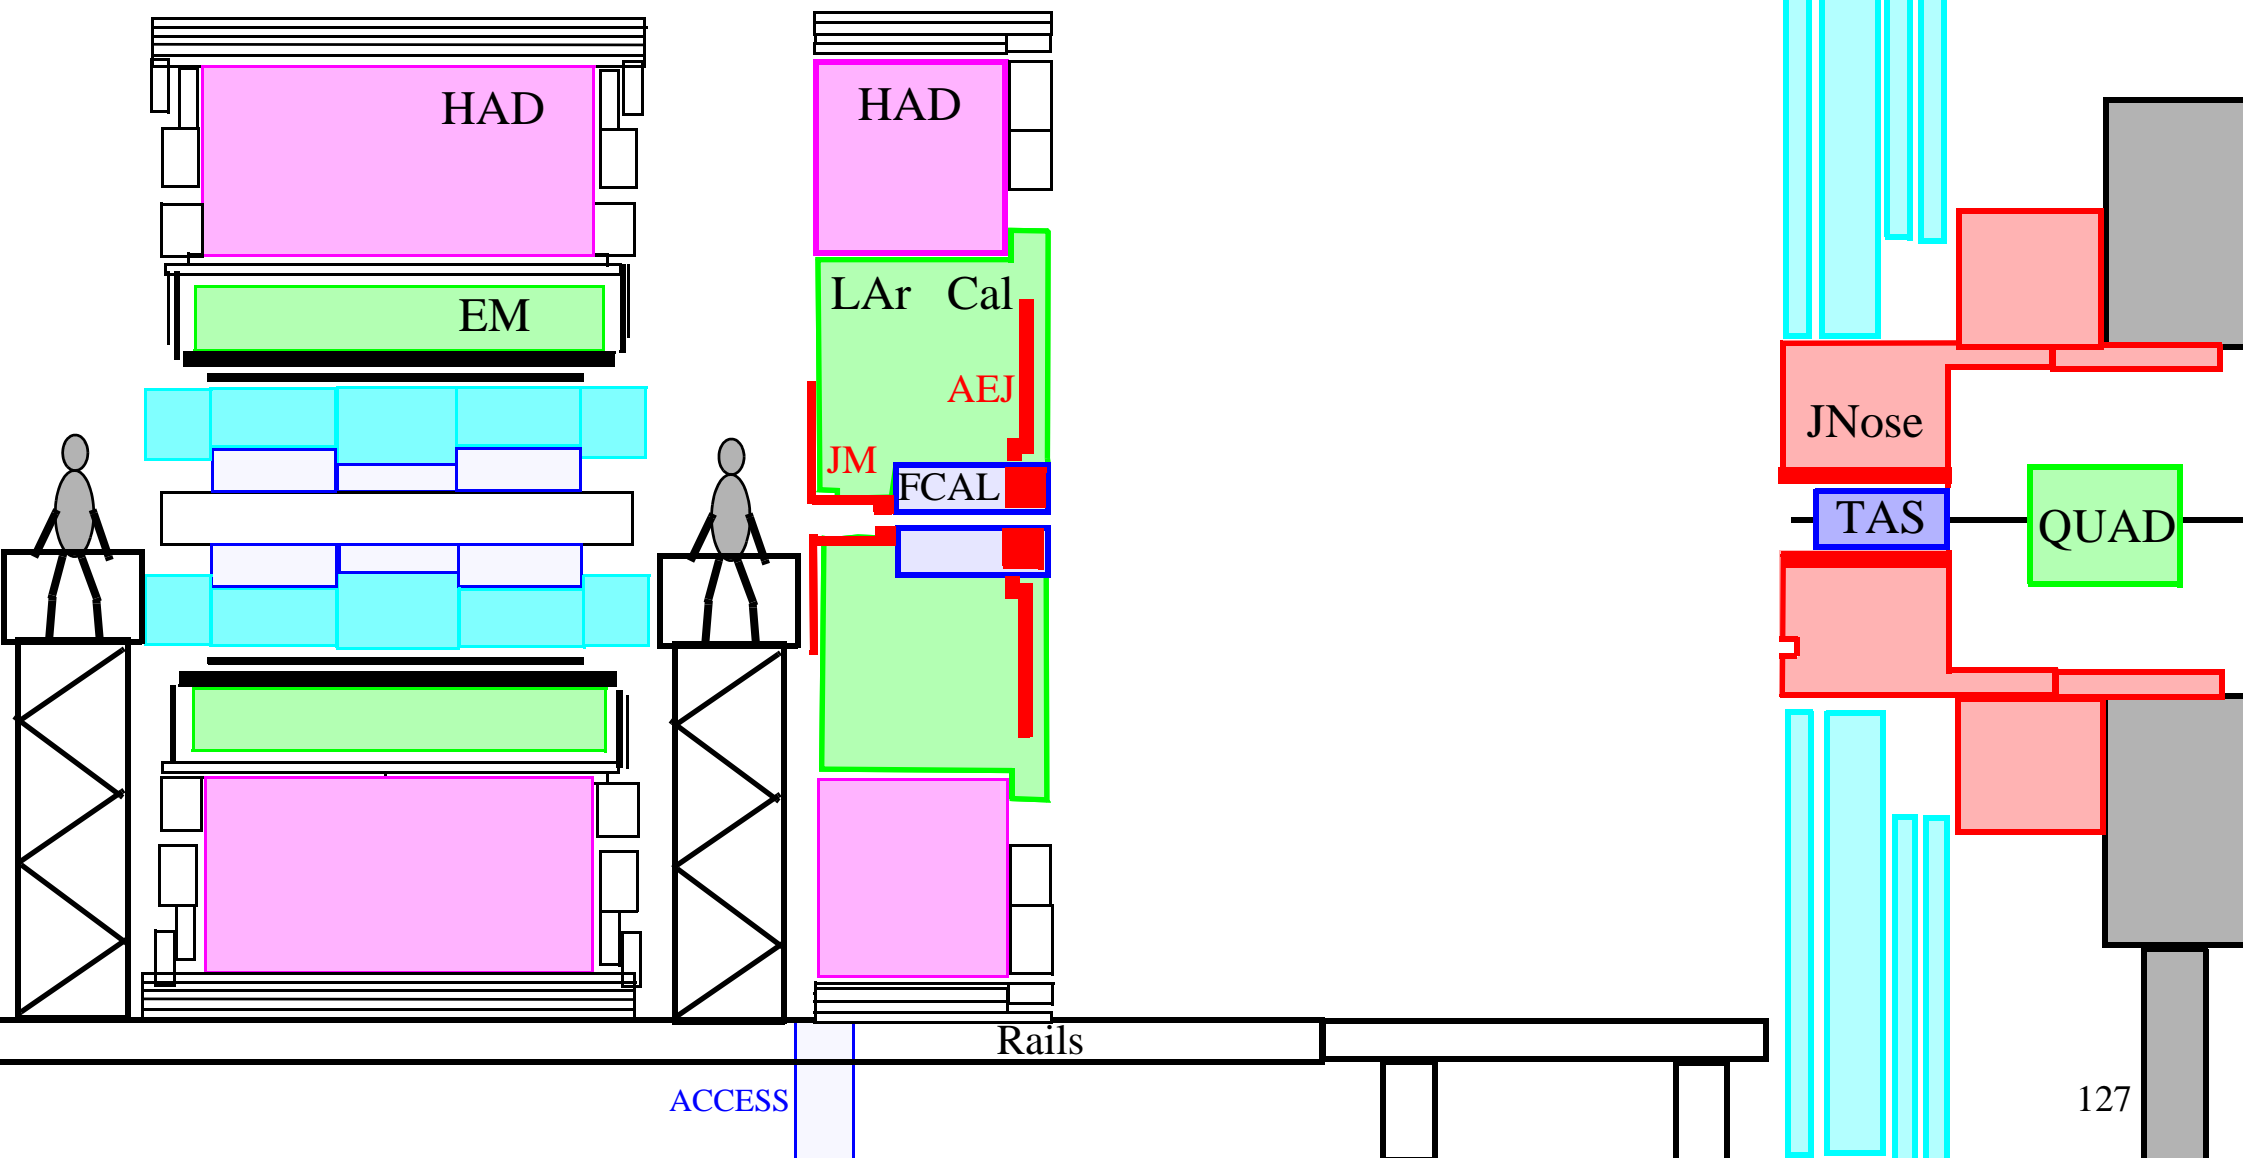 HAD
HAD
EM
LAr Cal
AEJ
JM
FCAL
JNose
TAS
QUAD
Rails
ACCESS
127